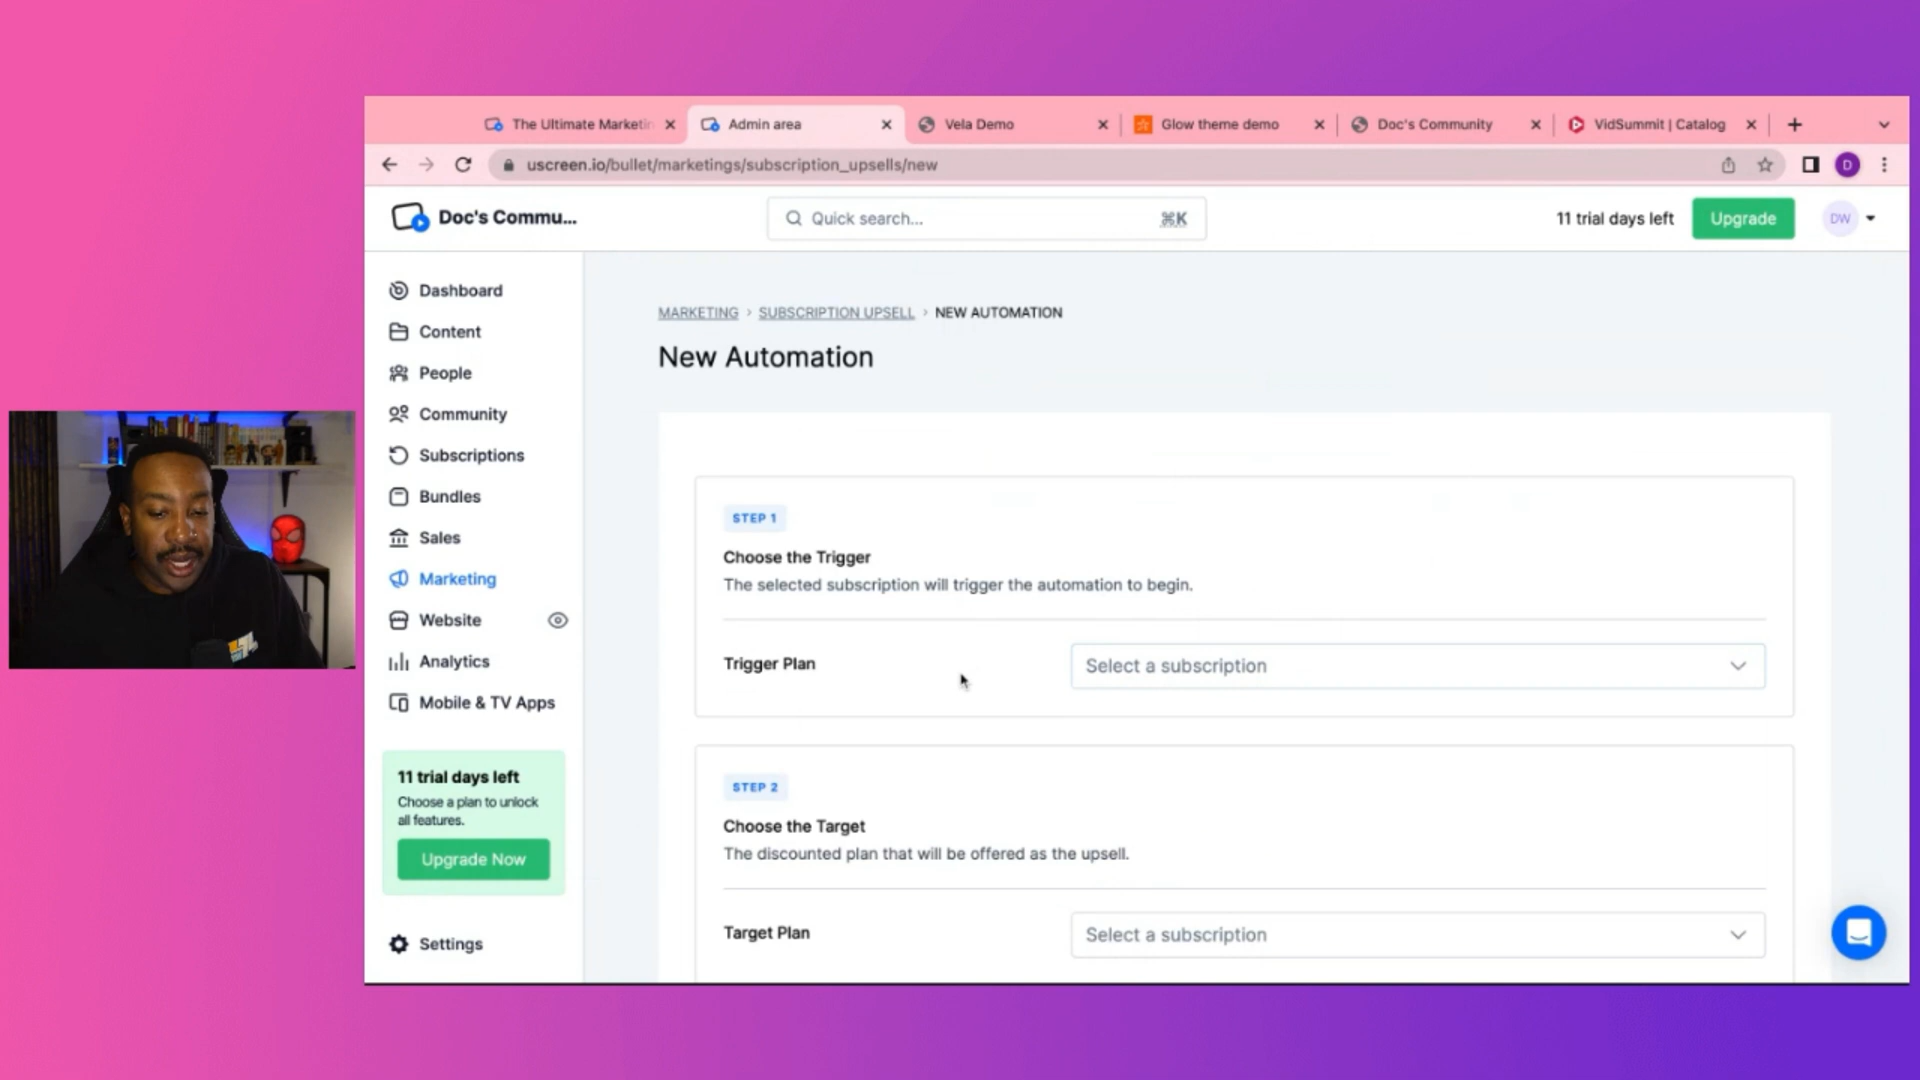 The Ultimate Marketin
Admin area
Vela Demo
Glow theme demo
Doc's Community
VidSummit | Catalog
uscreen.io/bullet/marketings/subscription_upsells/new
D
Doc's Commu...
Quick search...
⌘K
11 trial days left
Upgrade
DW
Dashboard
Content
People
Community
Subscriptions
Bundles
Sales
Marketing
Website
Analytics
Mobile & TV Apps
11 trial days left
Choose a plan to unlock
all features.
Upgrade Now
Settings
MARKETING › SUBSCRIPTION UPSELL › NEW AUTOMATION
New Automation
STEP 1
Choose the Trigger
The selected subscription will trigger the automation to begin.
Trigger Plan
Select a subscription
STEP 2
Choose the Target
The discounted plan that will be offered as the upsell.
Target Plan
Select a subscription